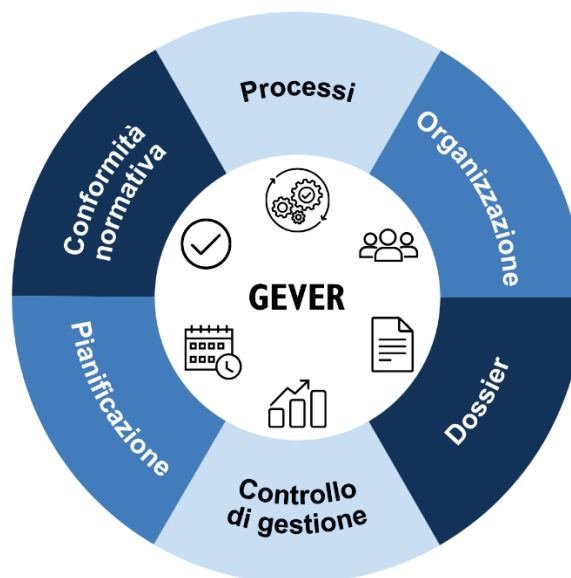 Processi
Organizzazione
Dossier
Controllo
di gestione
Pianificazione
Conformità
normativa
GEVER